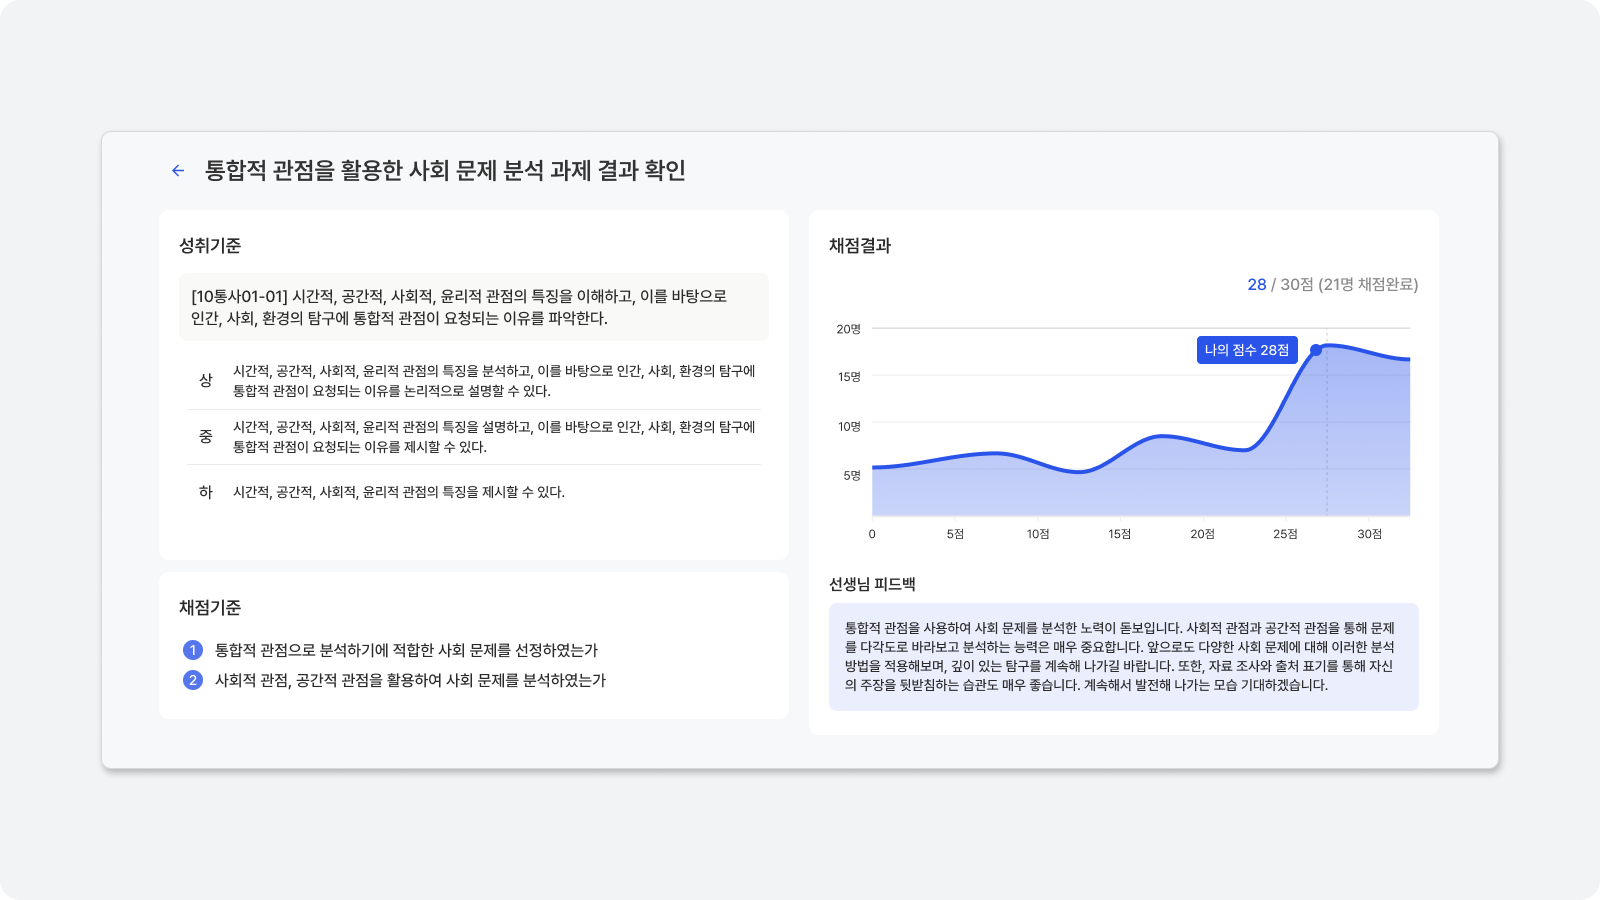 통합적 관점을 활용한 사회 문제 분석 과제 결과 확인
성취기준
[10통사01-01] 시간적, 공간적, 사회적, 윤리적 관점의 특징을 이해하고, 이를 바탕으로
인간, 사회, 환경의 탐구에 통합적 관점이 요청되는 이유를 파악한다.
상
시간적, 공간적, 사회적, 윤리적 관점의 특징을 분석하고, 이를 바탕으로 인간, 사회, 환경의 탐구에
통합적 관점이 요청되는 이유를 논리적으로 설명할 수 있다.
중
시간적, 공간적, 사회적, 윤리적 관점의 특징을 설명하고, 이를 바탕으로 인간, 사회, 환경의 탐구에
통합적 관점이 요청되는 이유를 제시할 수 있다.
하
시간적, 공간적, 사회적, 윤리적 관점의 특징을 제시할 수 있다.
채점기준
1 통합적 관점으로 분석하기에 적합한 사회 문제를 선정하였는가
2 사회적 관점, 공간적 관점을 활용하여 사회 문제를 분석하였는가
채점결과
28 / 30점 (21명 채점완료)
20명
나의 점수 28점
15명
10명
5명
0 5점 10점 15점 20점 25점 30점
선생님 피드백
통합적 관점을 사용하여 사회 문제를 분석한 노력이 돋보입니다. 사회적 관점과 공간적 관점을 통해 문제
를 다각도로 바라보고 분석하는 능력은 매우 중요합니다. 앞으로도 다양한 사회 문제에 대해 이러한 분석
방법을 적용해보며, 깊이 있는 탐구를 계속해 나가길 바랍니다. 또한, 자료 조사와 출처 표기를 통해 자신
의 주장을 뒷받침하는 습관도 매우 좋습니다. 계속해서 발전해 나가는 모습 기대하겠습니다.